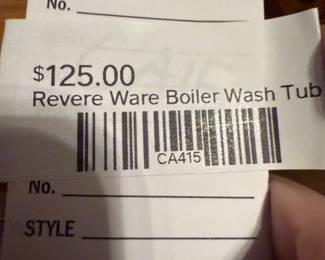 No.
$125.00
Revere Ware Boiler Wash Tub
CA415
No.
STYLE